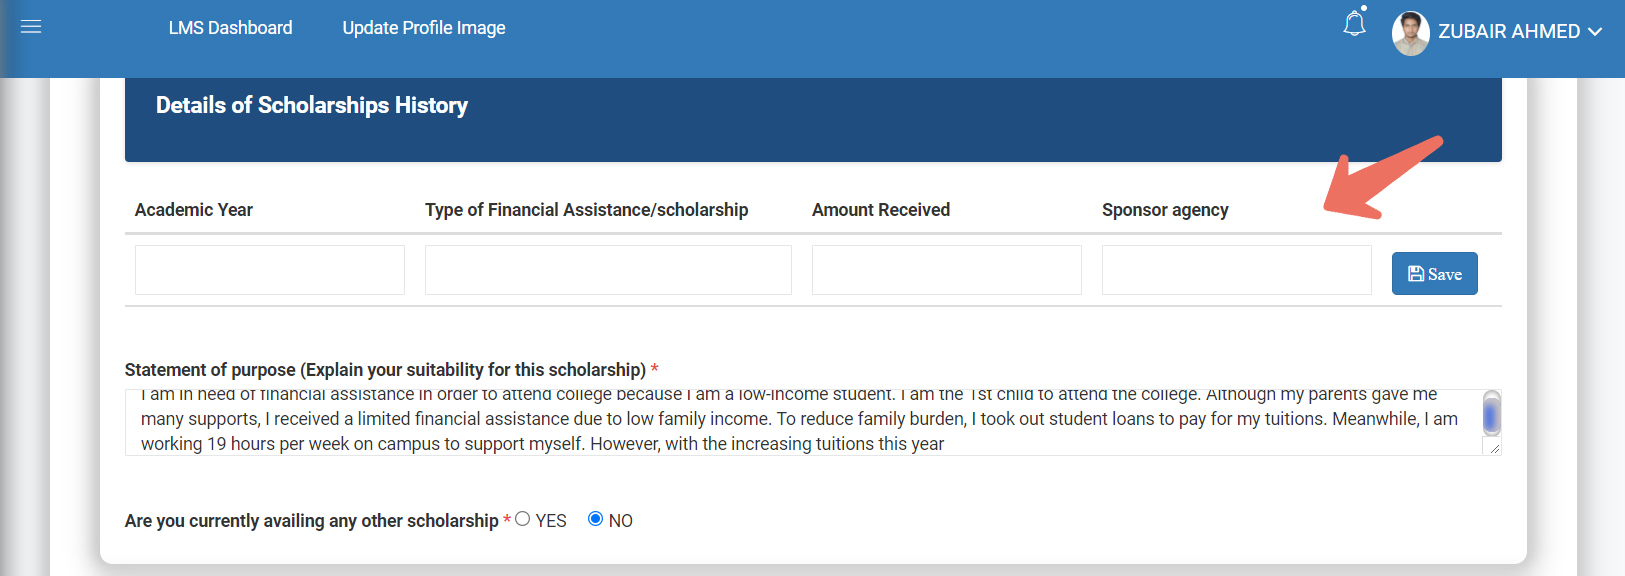 LMS Dashboard Update Profile Image ZUBAIR AHMED
Details of Scholarships History
Academic Year Type of Financial Assistance/scholarship Amount Received Sponsor agency
Save
Statement of purpose (Explain your suitability for this scholarship) *
I am in need of financial assistance in order to attend college because I am a low-income student. I am the 1st child to attend the college. Although my parents gave me
many supports, I received a limited financial assistance due to low family income. To reduce family burden, I took out student loans to pay for my tuitions. Meanwhile, I am
working 19 hours per week on campus to support myself. However, with the increasing tuitions this year
Are you currently availing any other scholarship * YES NO